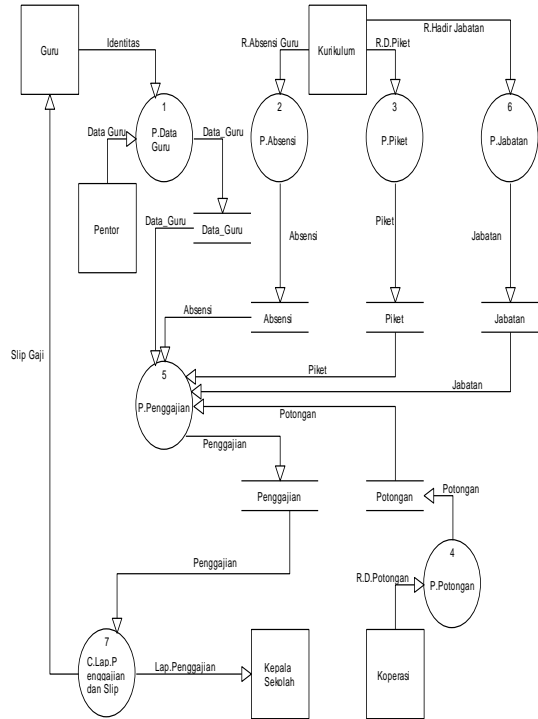 Guru
Identitas
R.Absensi Guru
Kurikulum
R.D.Piket
R.Hadir Jabatan
1
P.Data
Guru
2
P.Absensi
3
P.Piket
6
P.Jabatan
Data Guru
Data_Guru
Pentor
Data_Guru
Data_Guru
Absensi
Piket
Jabatan
Absensi
Absensi
Piket
Jabatan
Slip Gaji
5
P.Penggajian
Piket
Jabatan
Potongan
Penggajian
Penggajian
Potongan
Potongan
4
P.Potongan
Penggajian
R.D.Potongan
7
C.Lap.P
enggajian
dan Slip
Lap.Penggajian
Kepala
Sekolah
Koperasi